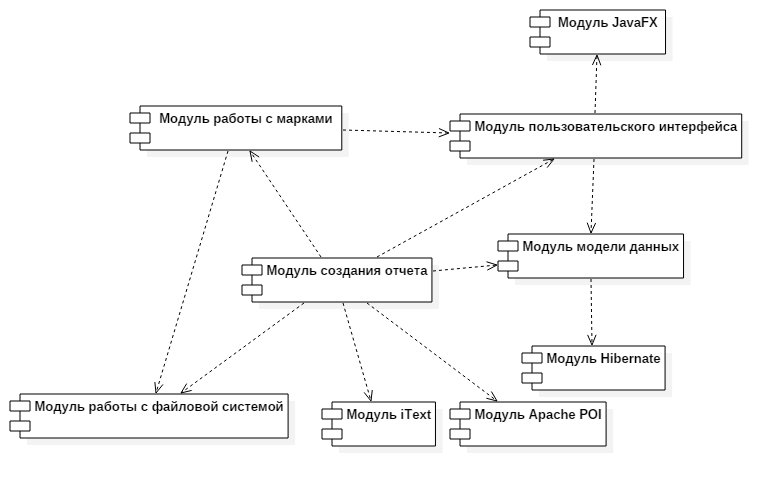 Модуль JavaFX
Модуль работы с марками
Модуль пользовательского интерфейса
Модуль модели данных
Модуль создания отчета
Модуль Hibernate
Модуль работы с файловой системой
Модуль iText
Модуль Apache POI